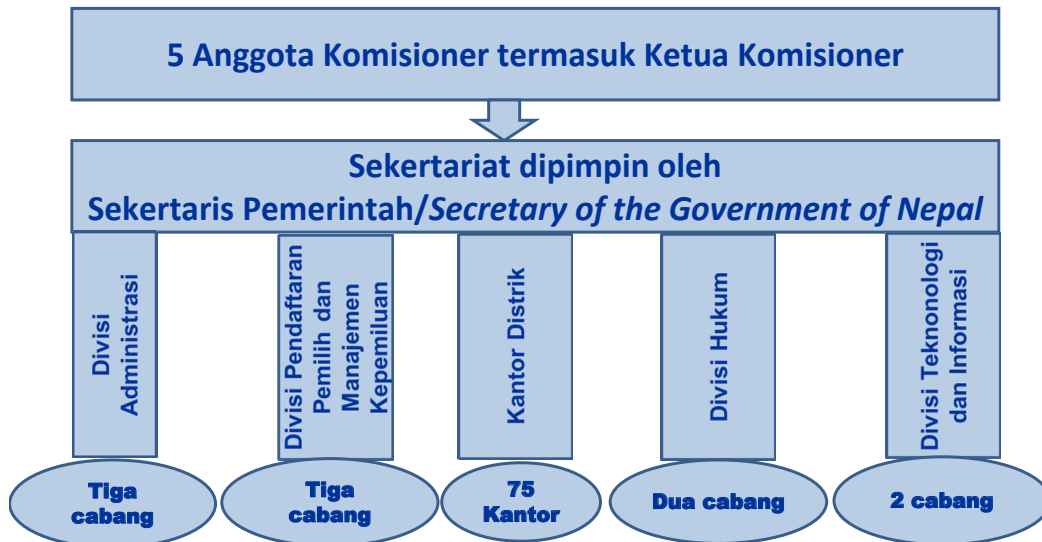 5 Anggota Komisioner termasuk Ketua Komisioner
Sekertariat dipimpin oleh
Sekertaris Pemerintah/Secretary of the Government of Nepal
Divisi
Administrasi
Divisi Pendaftaran
Pemilih dan
Manajemen
Kepemiluan
Kantor Distrik
Divisi Hukum
Divisi Teknonologi
dan Informasi
Tiga
cabang
Tiga
cabang
75
Kantor
Dua cabang
2 cabang